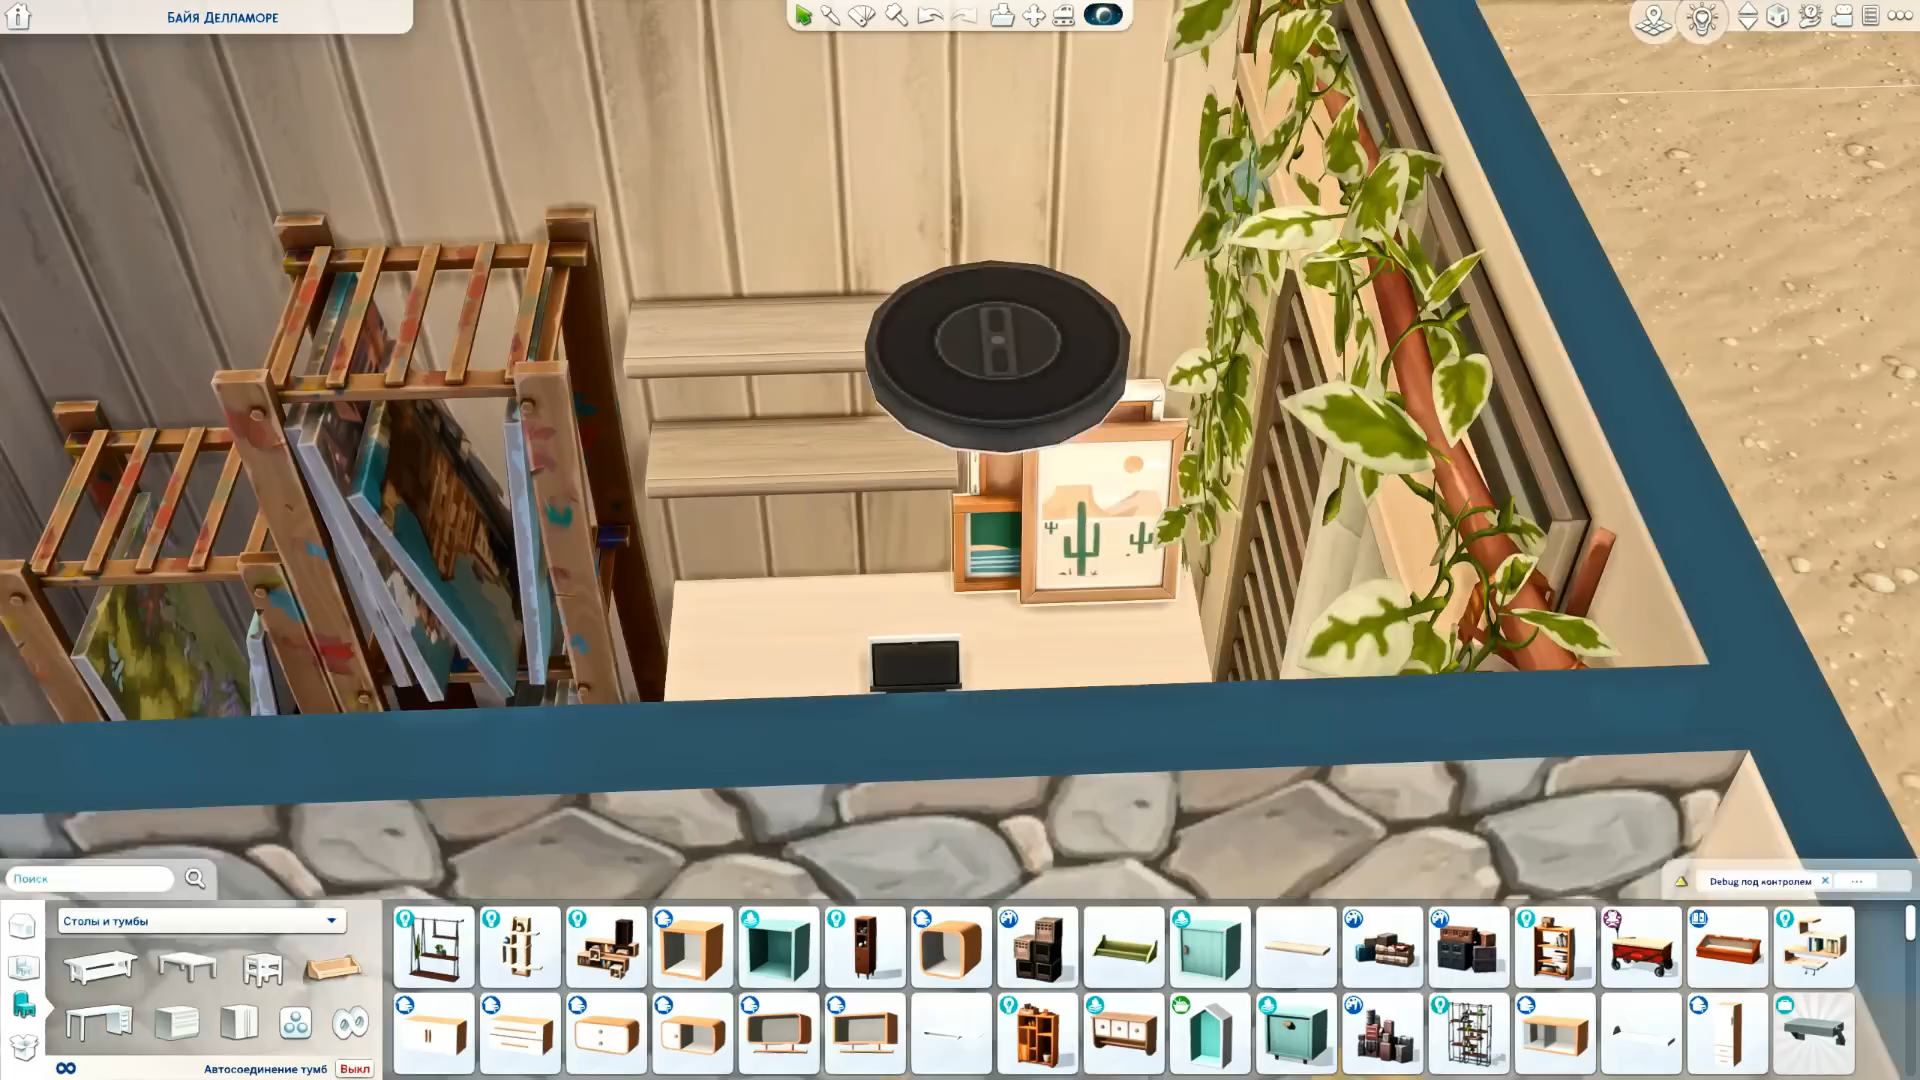 БАЙЯ ДЕЛЛАМОРЕ
Поиск
Debug под контролем
Столы и тумбы
Автосоединение тумб Выкл